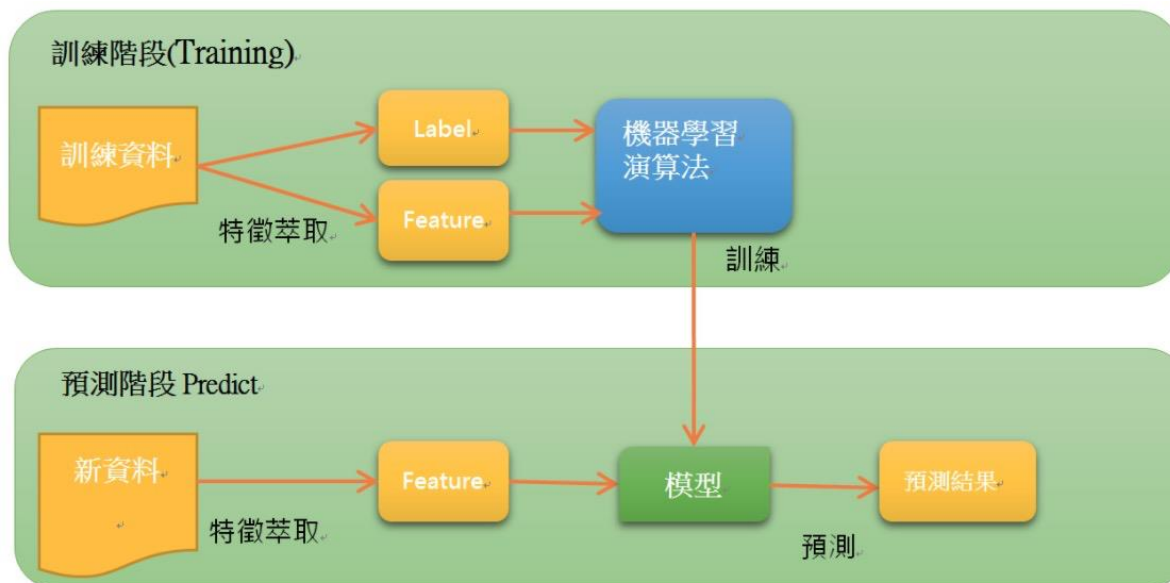 訓練階段(Training)
訓練資料
Label
機器學習
演算法
特徵萃取
Feature
訓練
預測階段 Predict
新資料
Feature
模型
預測結果
特徵萃取
預測